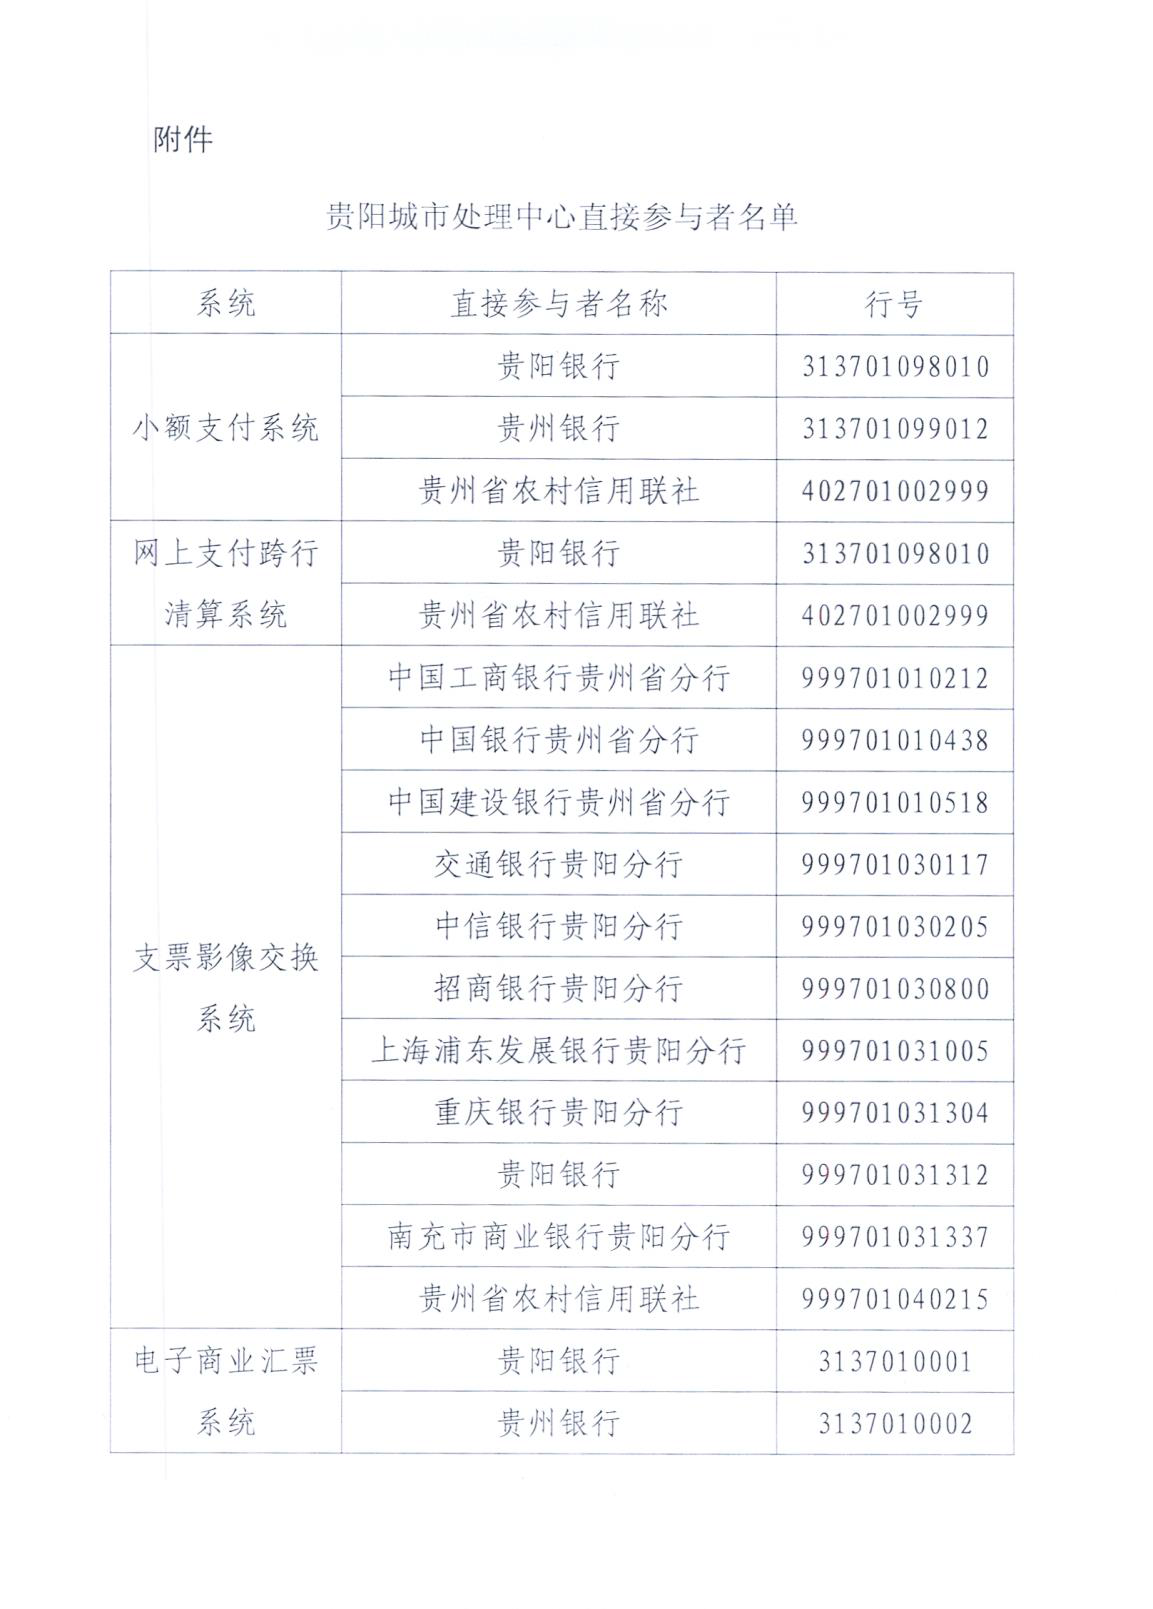 附件
贵阳城市处理中心直接参与者名单
系统 直接参与者名称 行号
小额支付系统 贵阳银行 313701098010
贵州银行 313701099012
贵州省农村信用联社 402701002999
网上支付跨行
清算系统 贵阳银行 313701098010
贵州省农村信用联社 402701002999
支票影像交换
系统 中国工商银行贵州省分行 999701010212
中国银行贵州省分行 999701010438
中国建设银行贵州省分行 999701010518
交通银行贵阳分行 999701030117
中信银行贵阳分行 999701030205
招商银行贵阳分行 999701030800
上海浦东发展银行贵阳分行 999701031005
重庆银行贵阳分行 999701031304
贵阳银行 999701031312
南充市商业银行贵阳分行 999701031337
贵州省农村信用联社 999701040215
电子商业汇票
系统 贵阳银行 3137010001
贵州银行 3137010002